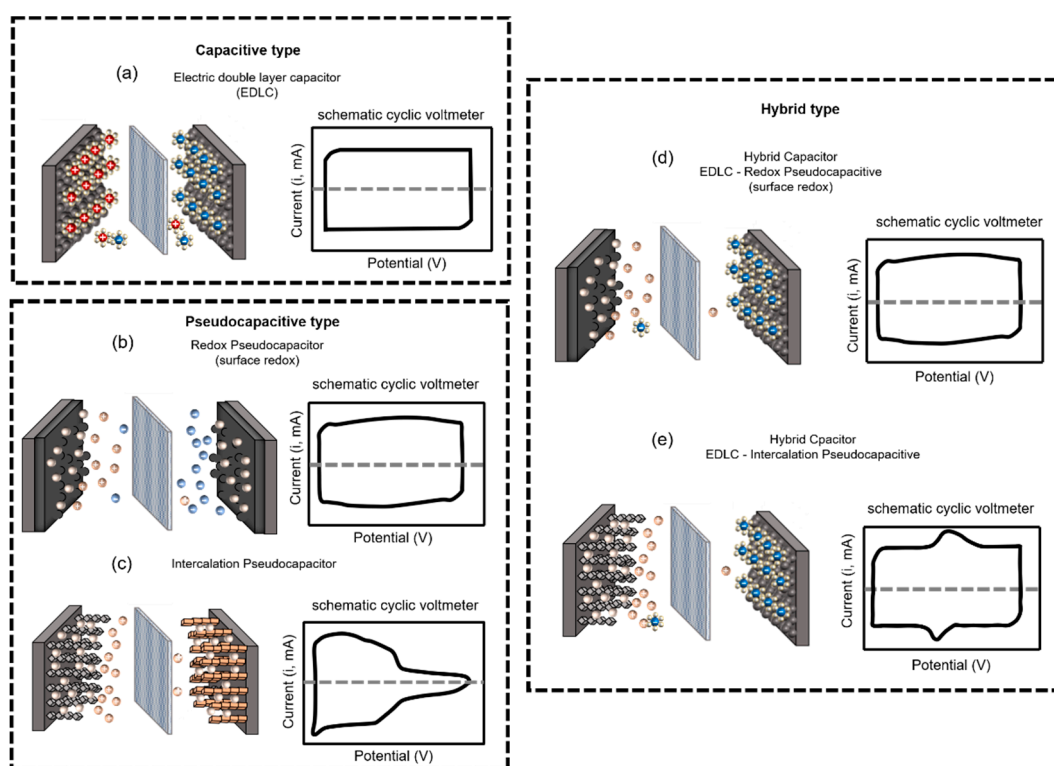 Capacitive type
(a)
Electric double layer capacitor
(EDLC)
schematic cyclic voltmeter
Current (i, mA)
Potential (V)
Pseudocapacitive type
(b)
Redox Pseudocapacitor
(surface redox)
schematic cyclic voltmeter
Current (i, mA)
Potential (V)
(c)
Intercalation Pseudocapacitor
schematic cyclic voltmeter
Current (i, mA)
Potential (V)
Hybrid type
(d)
Hybrid Capacitor
EDLC - Redox Pseudocapacitive
(surface redox)
schematic cyclic voltmeter
Current (i, mA)
Potential (V)
(e)
Hybrid Cpacitor
EDLC - Intercalation Pseudocapacitive
schematic cyclic voltmeter
Current (i, mA)
Potential (V)